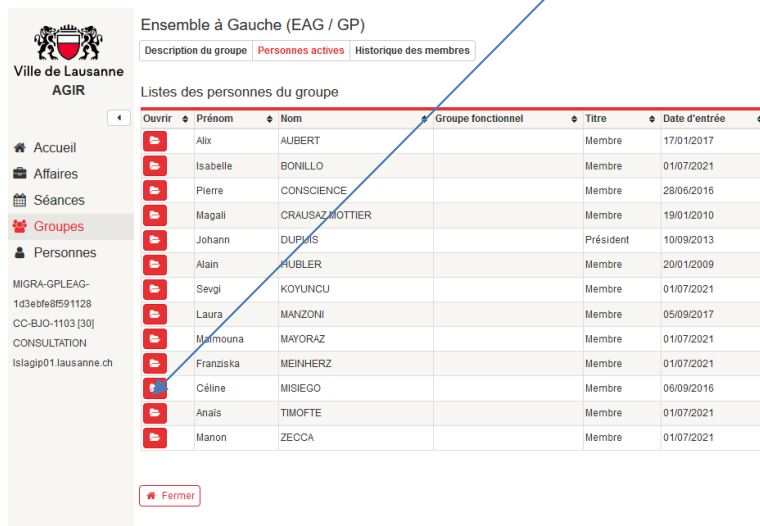 Ville de Lausanne
AGIR
Accueil
Affaires
Séances
Groupes
Personnes
MIGRA-GPLEAG-
1d3ebfe8f591128
CC-BJO-1103 [30]
CONSULTATION
lslagip01.lausanne.ch
Ensemble à Gauche (EAG / GP)
Description du groupe Personnes actives Historique des membres
Listes des personnes du groupe
Ouvrir Prénom Nom Groupe fonctionnel Titre Date d'entrée
Alix AUBERT Membre 17/01/2017
Isabelle BONILLO Membre 01/07/2021
Pierre CONSCIENCE Membre 28/06/2016
Magali CRAUSAZ MOTTIER Membre 19/01/2010
Johann DUPUIS Président 10/09/2013
Alain HUBLER Membre 20/01/2009
Sevgi KOYUNCU Membre 01/07/2021
Laura MANZONI Membre 05/09/2017
Maimouna MAYORAZ Membre 01/07/2021
Franziska MEINHERZ Membre 01/07/2021
Céline MISIEGO Membre 06/09/2016
Anaïs TIMOFTE Membre 01/07/2021
Manon ZECCA Membre 01/07/2021
Fermer